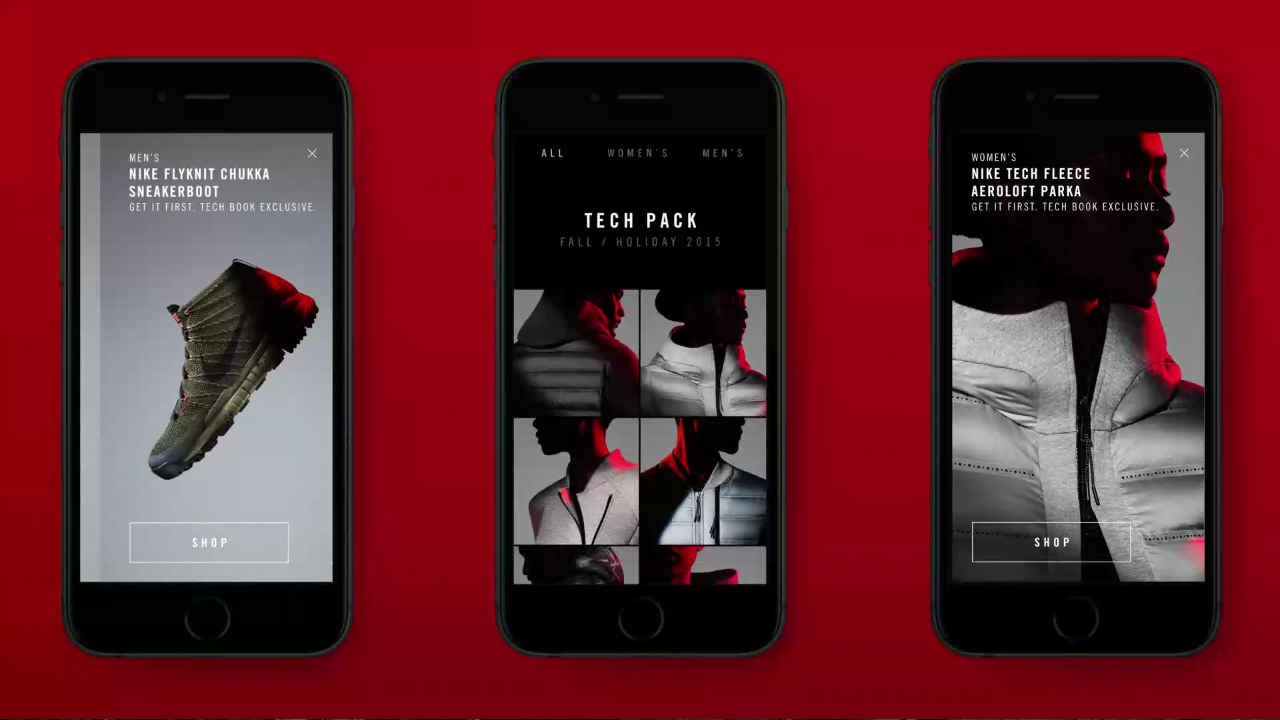 MEN'S
NIKE FLYKNIT CHUKKA
SNEAKERBOOT
GET IT FIRST. TECH BOOK EXCLUSIVE.
SHOP
ALL WOMEN'S MEN'S
TECH PACK
FALL / HOLIDAY 2015
WOMEN'S
NIKE TECH FLEECE
AEROLOFT PARKA
GET IT FIRST. TECH BOOK EXCLUSIVE.
SHOP